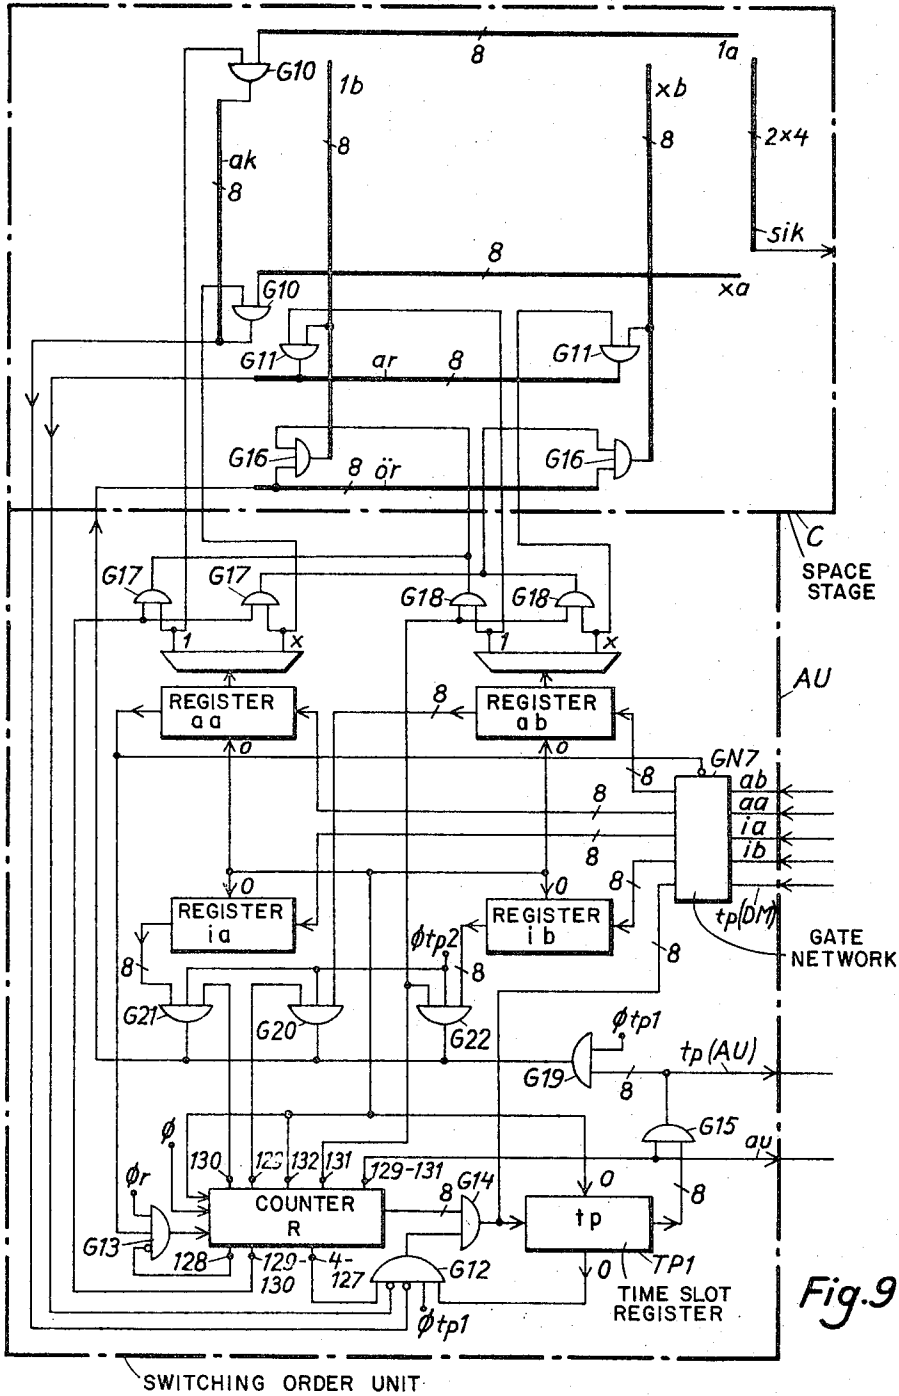 8
1a
G10
1b
xb
8
8
2×4
ak
8
sik
8
G10
xa
G11
ar
8
G11
G16
8
ör
G16
C
SPACE
STAGE
G17
G17
G18
G18
1
x
1
x
AU
REGISTER
aa
8
REGISTER
ab
0
0
GN7
8
ab
aa
ia
ib
8
8
0
0
8
tp(DM)
REGISTER
ia
REGISTER
ib
GATE
NETWORK
8
φtp2
8
8
G21
G20
G22
φtp1
tp(AU)
G19
8
G15
φ
130
129
132
131
129-131
au
φr
G14
8
8
0
COUNTER
R
tp
G13
128
129-
130
4-
127
G12
TP1
0
TIME SLOT
REGISTER
φtp1
Fig.9
SWITCHING ORDER UNIT